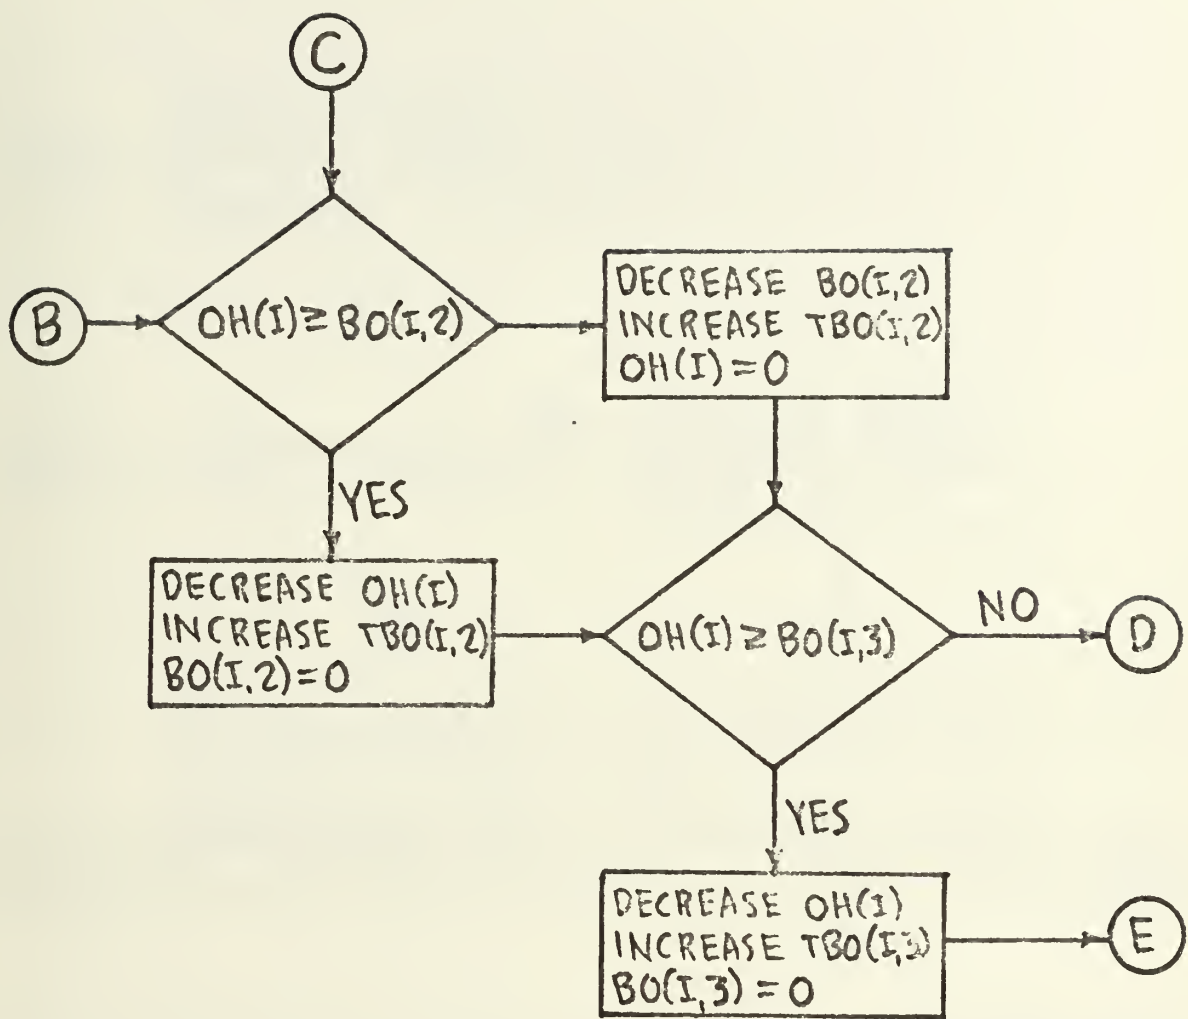 C
B
OH(I) ≥ BO(I,2)
DECREASE BO(I,2)
INCREASE TBO(I,2)
OH(I) = 0
YES
DECREASE OH(I)
INCREASE TBO(I,2)
BO(I,2) = 0
OH(I) ≥ BO(I,3)
NO
D
YES
DECREASE OH(I)
INCREASE TBO(I,3)
BO(I,3) = 0
E